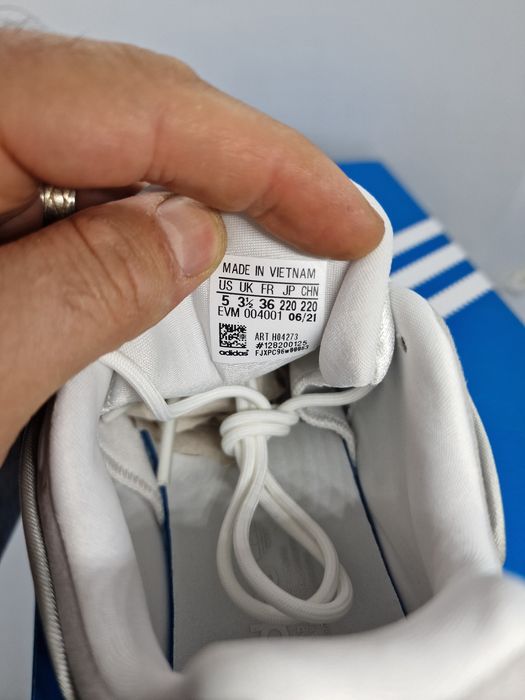 MADE IN VIETNAM
US UK FR JP CHN
5 3½ 36 220 220
EVM 004001 06/21
ART H04273
#128200125
adidas